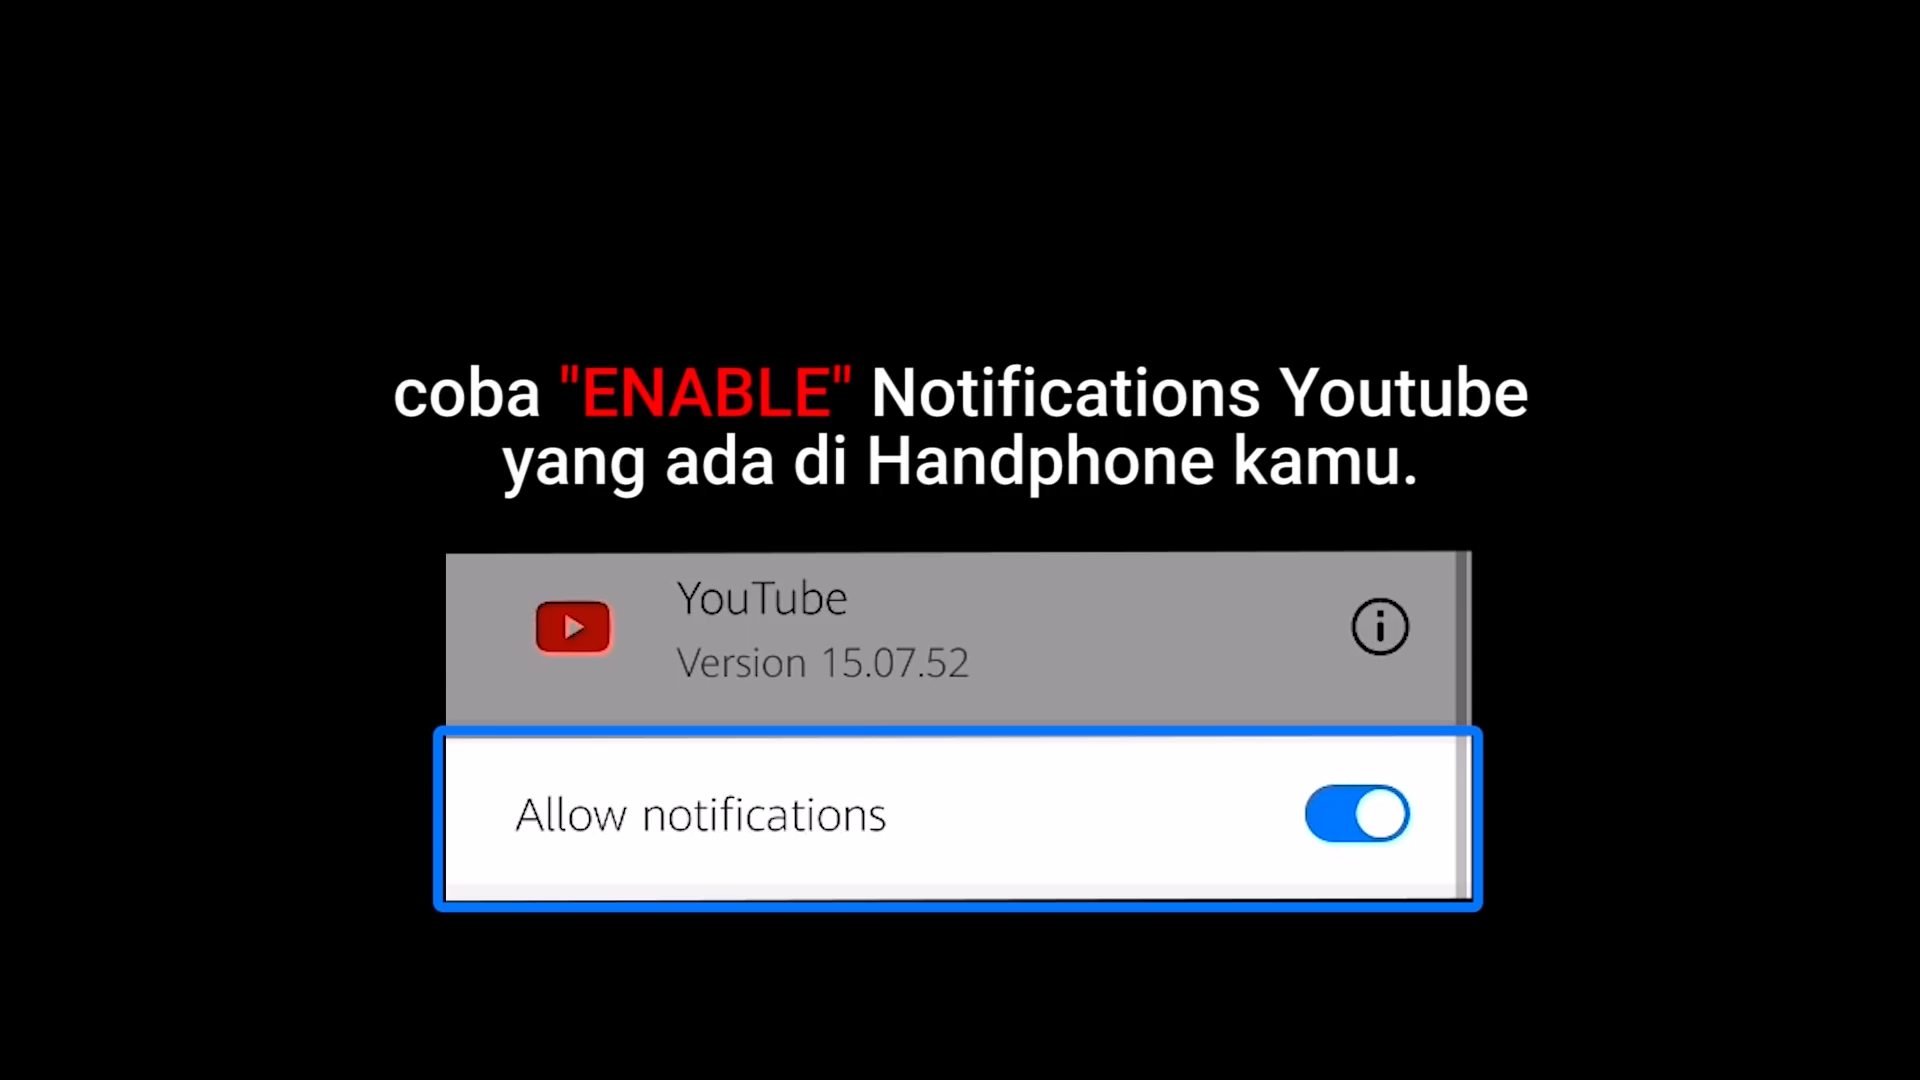 coba "ENABLE" Notifications Youtube
yang ada di Handphone kamu.
YouTube
Version 15.07.52
Allow notifications